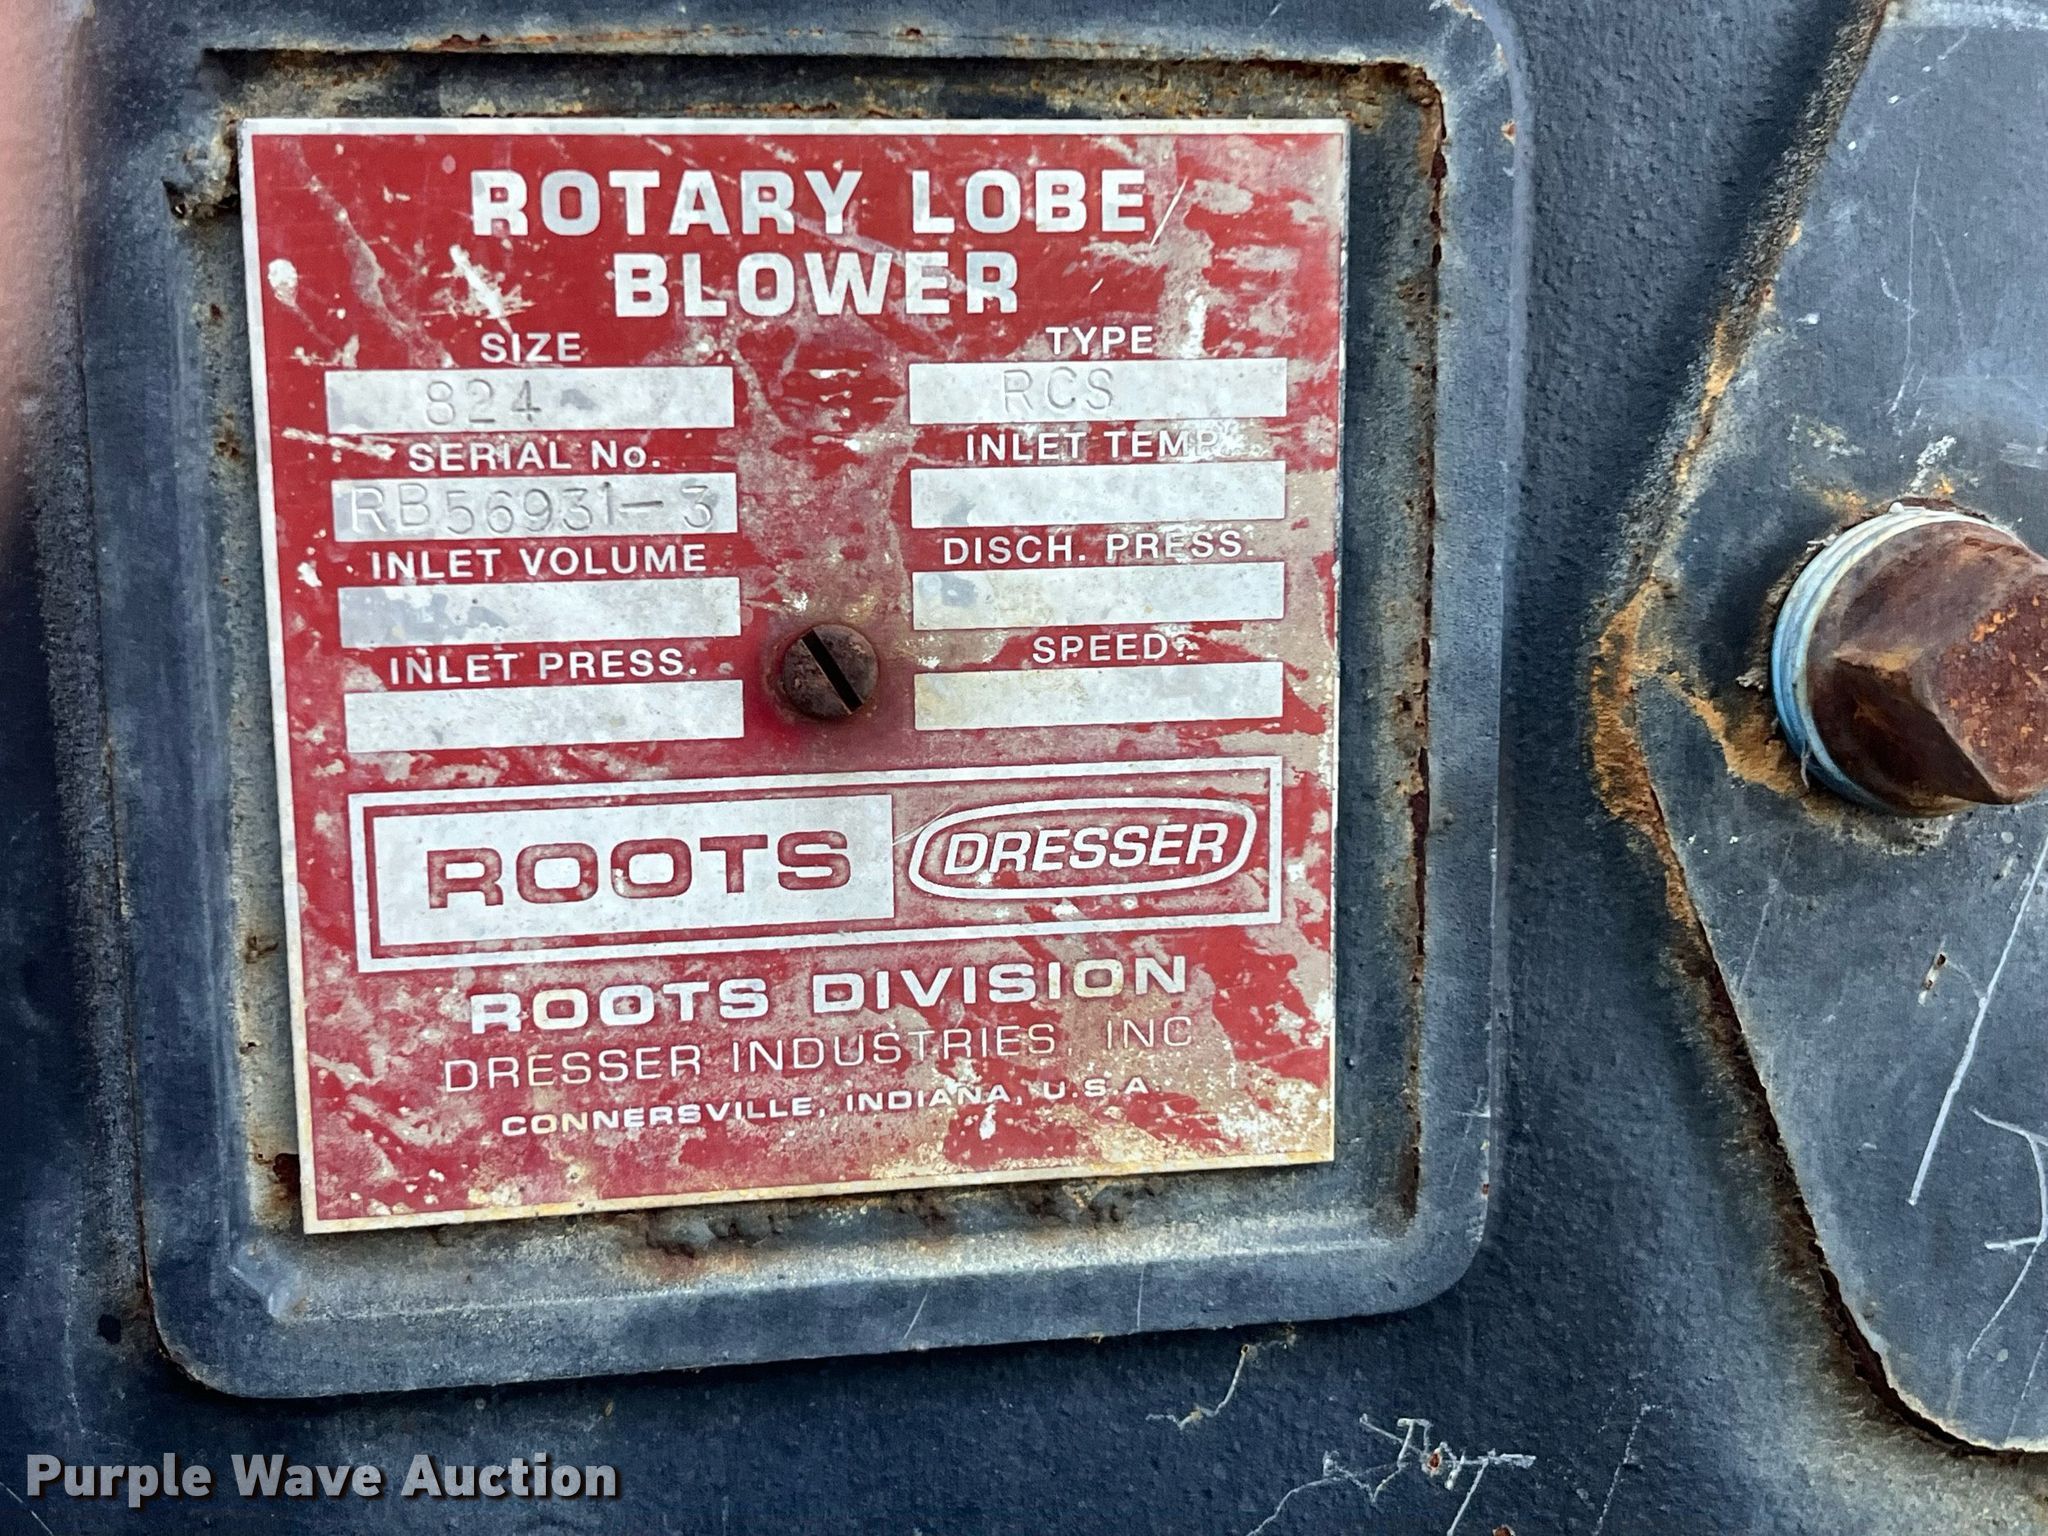 ROTARY LOBE
BLOWER
SIZE
824
TYPE
RCS
SERIAL No.
RB56931-3
INLET TEMP.
INLET VOLUME
DISCH. PRESS.
INLET PRESS.
SPEED
ROOTS DRESSER
ROOTS DIVISION
DRESSER INDUSTRIES, INC
CONNERSVILLE, INDIANA, U.S.A.
Purple Wave Auction